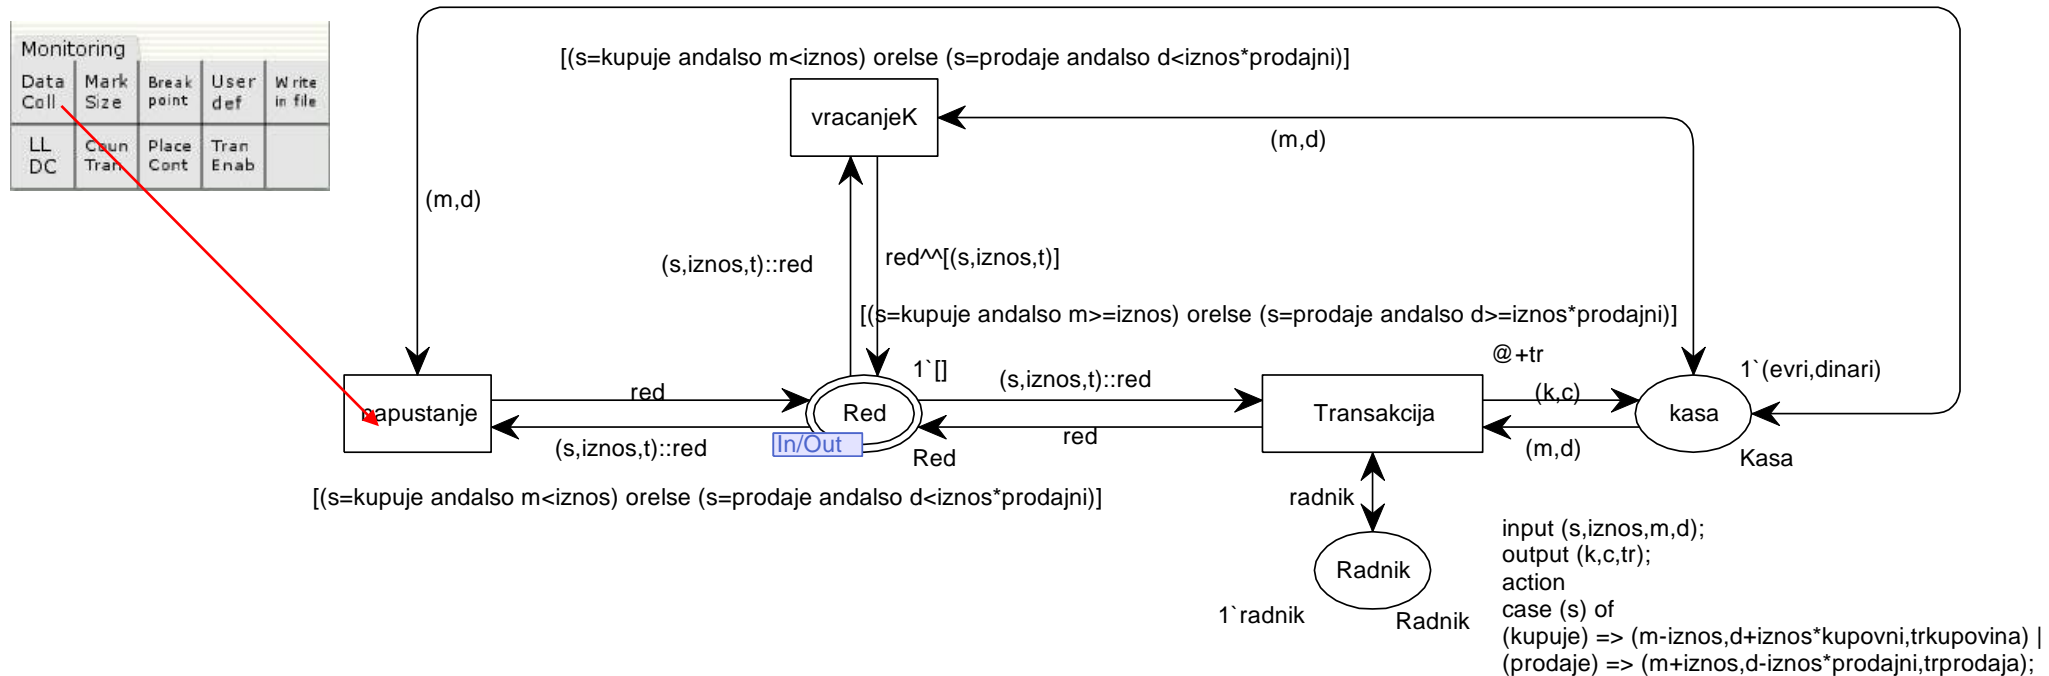 Monitoring
Data Coll
Mark Size
Break point
User def
Write in file
LL DC
Coun Tran
Place Cont
Tran Enab
[(s=kupuje andalso m<iznos) orelse (s=prodaje andalso d<iznos*prodajni)]
vracanjeK
(m,d)
(m,d)
(s,iznos,t)::red
red^^[(s,iznos,t)]
[(s=kupuje andalso m>=iznos) orelse (s=prodaje andalso d>=iznos*prodajni)]
@+tr
1`[]
1`(evri,dinari)
napustanje
red
(s,iznos,t)::red
Red
In/Out
Red
(s,iznos,t)::red
red
Transakcija
(k,c)
(m,d)
kasa
Kasa
[(s=kupuje andalso m<iznos) orelse (s=prodaje andalso d<iznos*prodajni)]
radnik
Radnik
1`radnik
Radnik
input (s,iznos,m,d);
output (k,c,tr);
action
case (s) of
(kupuje) => (m-iznos,d+iznos*kupovni,trkupovina) |
(prodaje) => (m+iznos,d-iznos*prodajni,trprodaja);